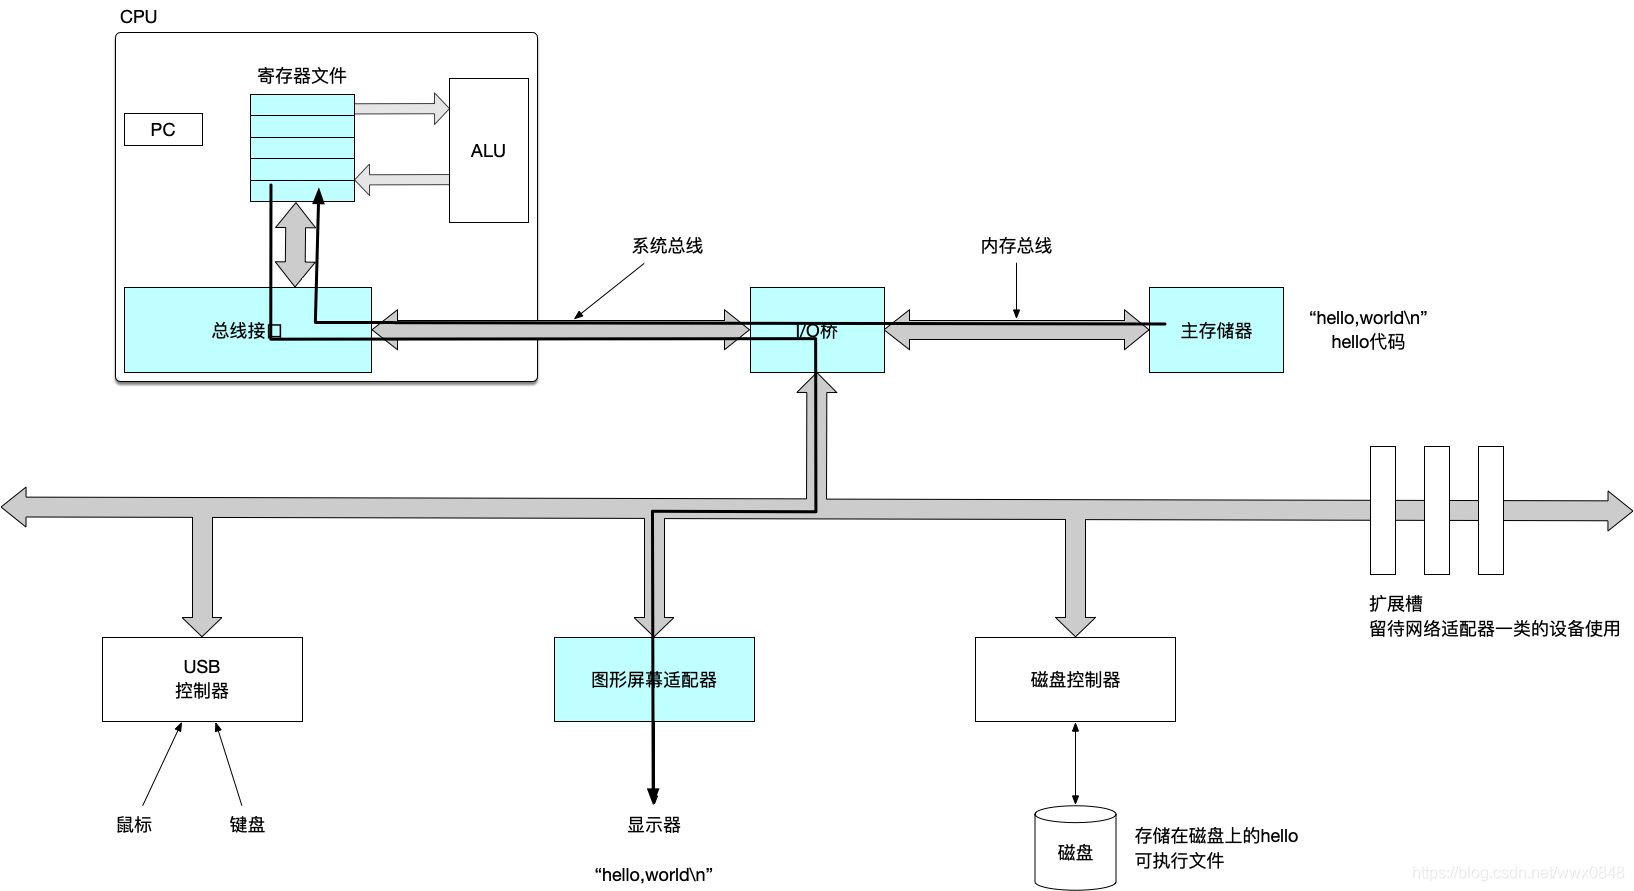 CPU
寄存器文件
PC
ALU
系统总线
内存总线
总线接口
I/O桥
主存储器
“hello,world\n”
hello代码
扩展槽
留待网络适配器一类的设备使用
USB
控制器
图形屏幕适配器
磁盘控制器
鼠标
键盘
显示器
磁盘
存储在磁盘上的hello
可执行文件
“hello,world\n”
https://blog.csdn.net/wwx0848